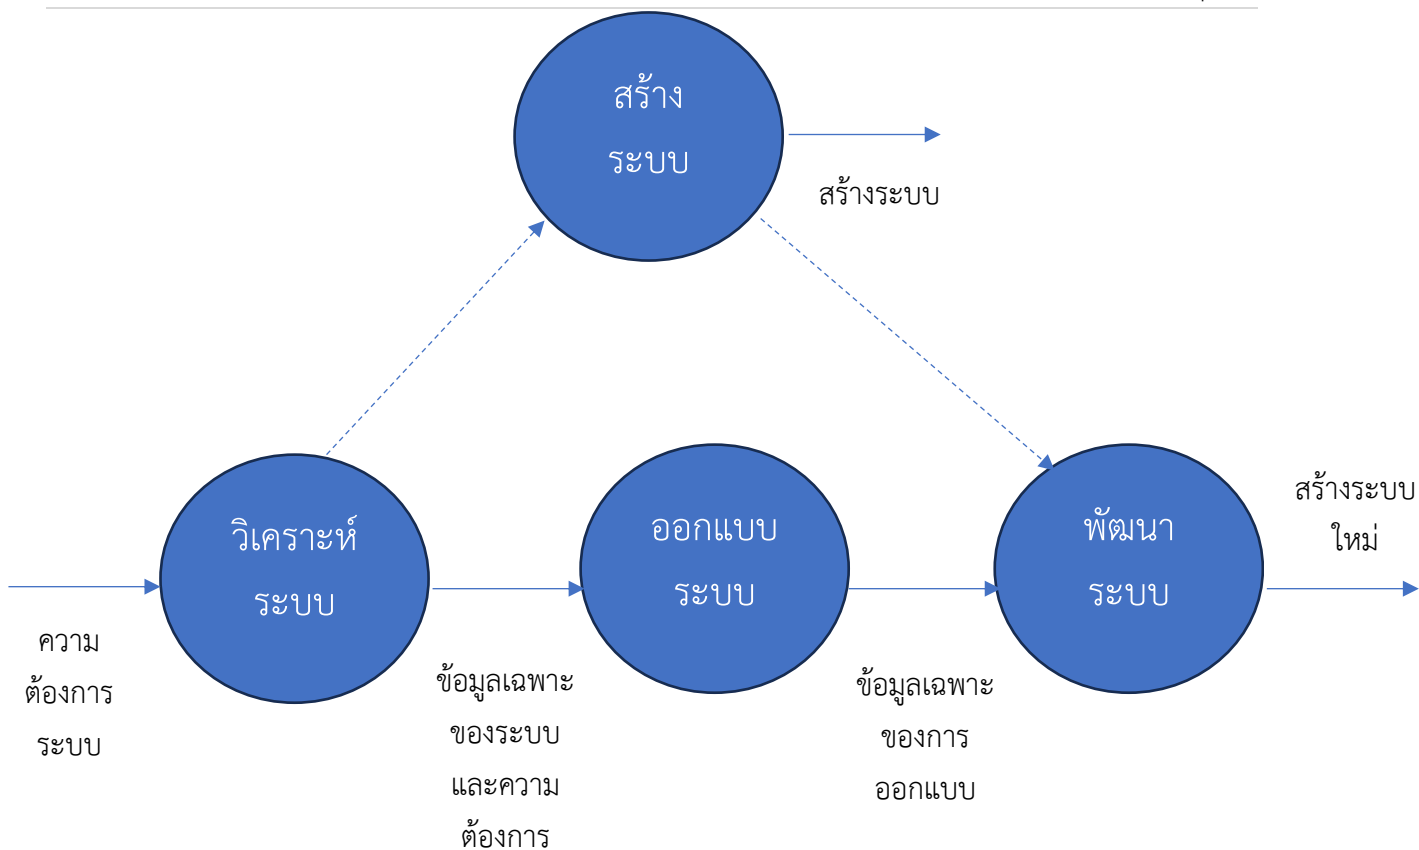 สร้าง
ระบบ
สร้างระบบ
วิเคราะห์
ระบบ
ออกแบบ
ระบบ
พัฒนา
ระบบ
สร้างระบบ
ใหม่
ความ
ต้องการ
ระบบ
ข้อมูลเฉพาะ
ของระบบ
และความ
ต้องการ
ข้อมูลเฉพาะ
ของการ
ออกแบบ